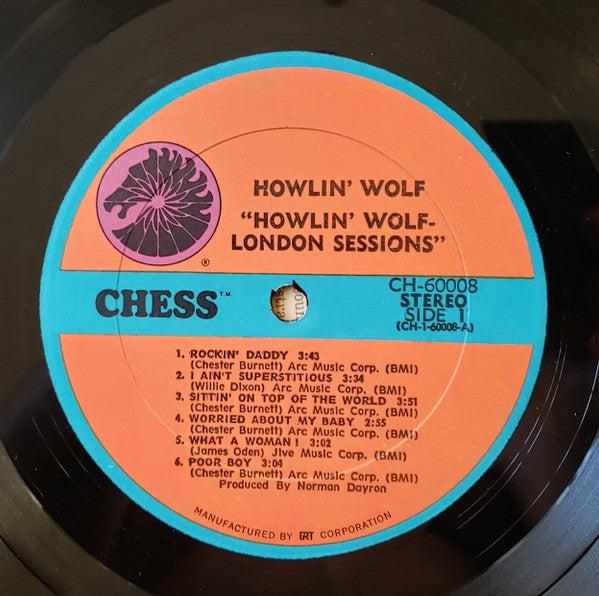 HOWLIN' WOLF
"HOWLIN' WOLF-
LONDON SESSIONS"
®
CHESS T.M.
CH-60008
STEREO
SIDE 1
(CH-1-60008-A)
1. ROCKIN' DADDY 3:43
(Chester Burnett) Arc Music Corp. (BMI)
2. I AIN'T SUPERSTITIOUS 3:34
(Willie Dixon) Arc Music Corp. (BMI)
3. SITTIN' ON TOP OF THE WORLD 3:51
(Chester Burnett) Arc Music Corp. (BMI)
4. WORRIED ABOUT MY BABY 2:55
(Chester Burnett) Arc Music Corp. (BMI)
5. WHAT A WOMAN! 3:02
(James Oden) Jive Music Corp. (BMI)
6. POOR BOY 3:04
(Chester Burnett) Arc Music Corp. (BMI)
Produced By Norman Dayron
MANUFACTURED BY GRT CORPORATION